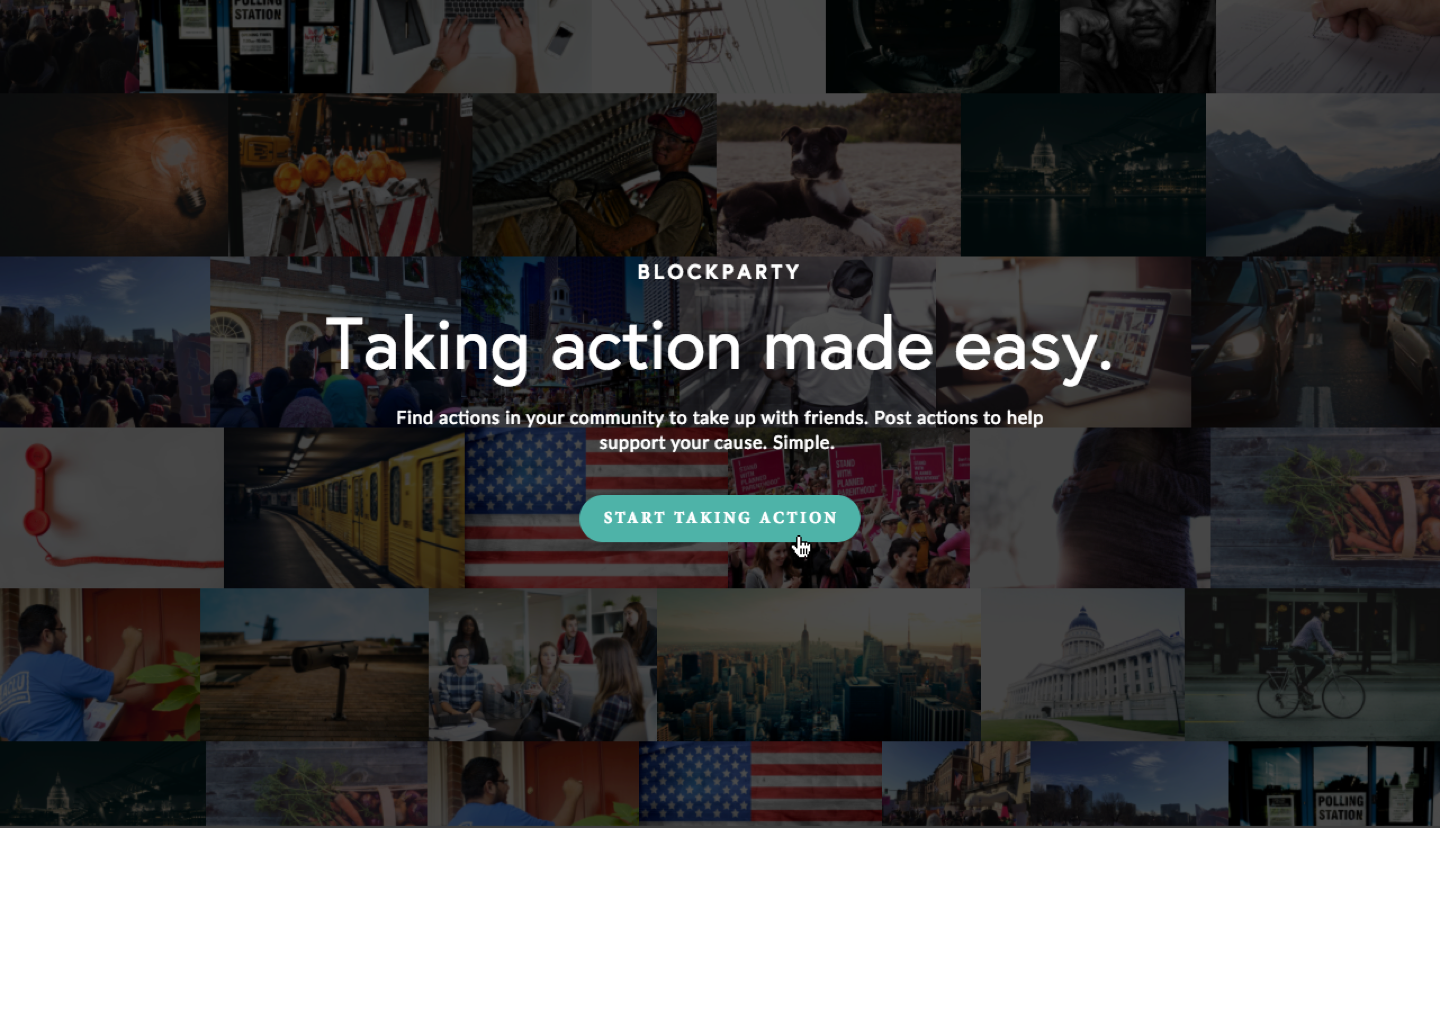 POLLING
STATION
BLOCKPARTY
Taking action made easy.
Find actions in your community to take up with friends. Post actions to help
support your cause. Simple.
STAND
WITH
PLANNED
PARENTHOOD
START TAKING ACTION
POLLING
STATION